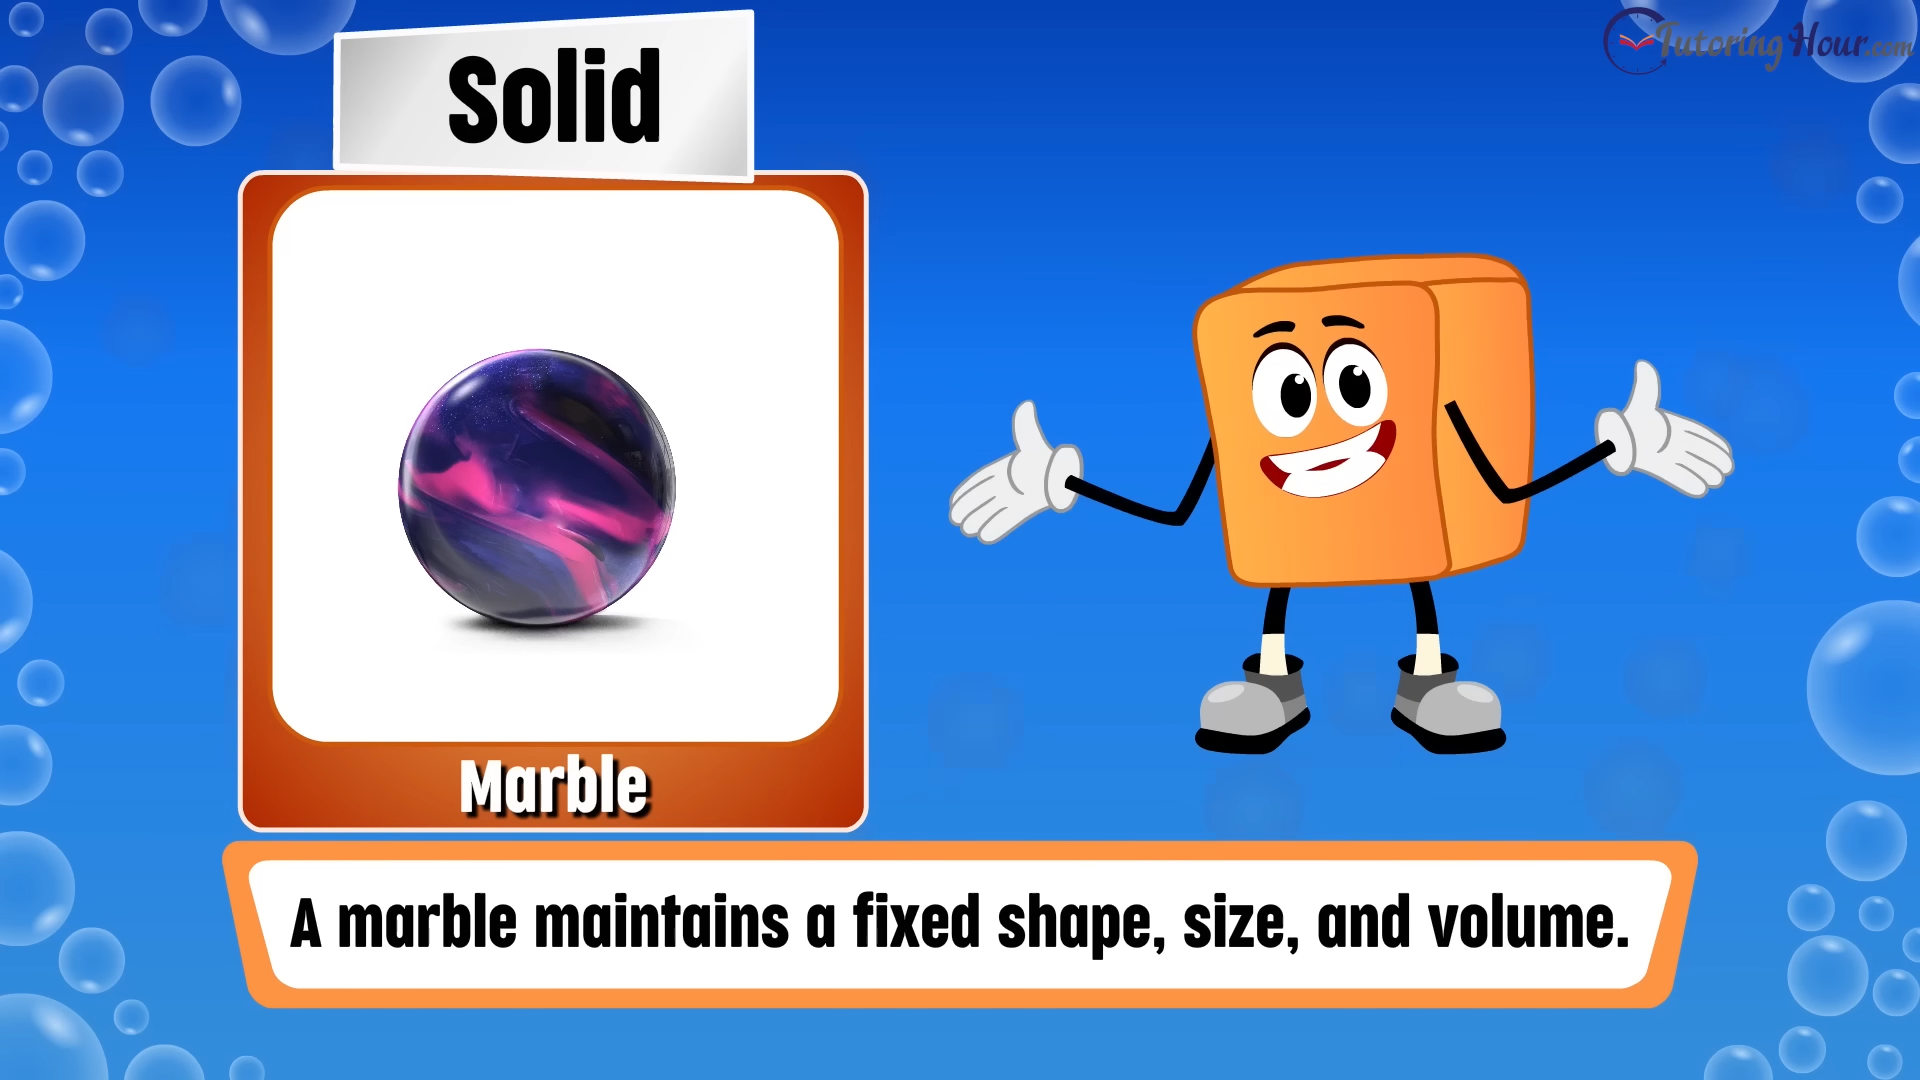 TutoringHour.com
Solid
Marble
A marble maintains a fixed shape, size, and volume.